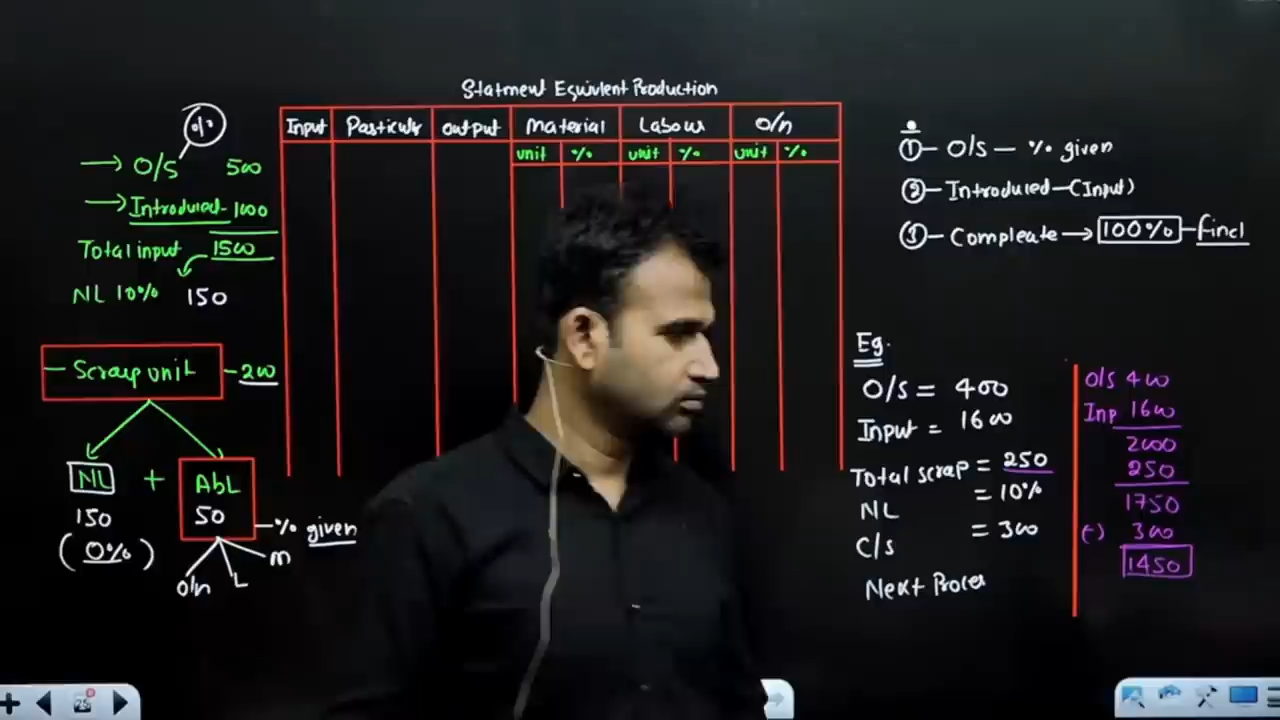 Statment Equivlent Production
Input Particulr output Material Labour O/h
unit % unit % unit %
%
→ O/S 500
→ Introduced - 1000
Total input 1500
NL 10% 150
- Scrap unit - 200
NL + AbL
150 50 - % given
(0%)
O/h L m
① - O/S - % given
② - Introduced - (Input)
③ - Compleate → 100% - final
Eg.
O/S = 400
Input = 1600
Total scrap = 250
NL = 10%
C/s = 300
Next Proces
O/S 400
Inp 1600
2000
250
1750
(-) 300
1450
25